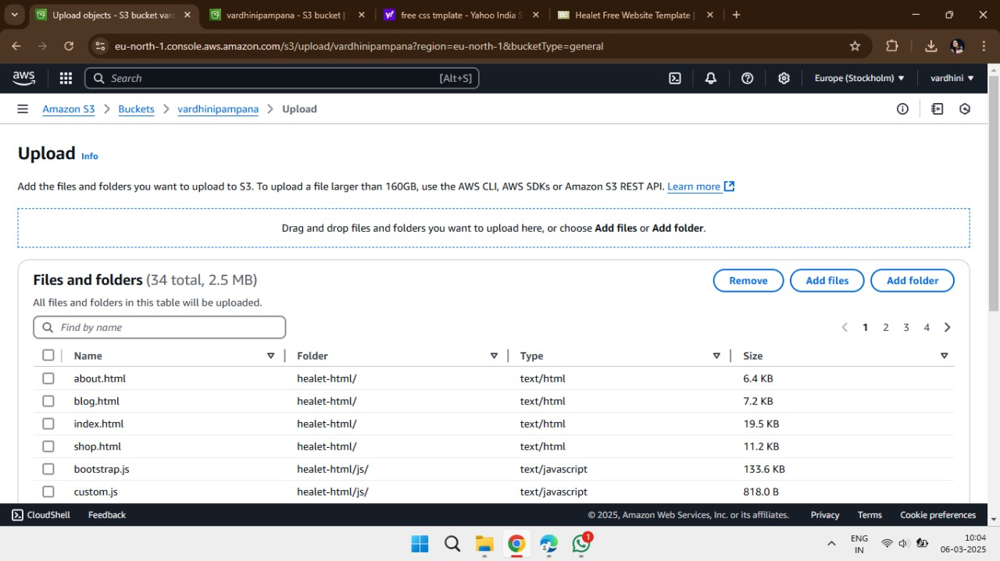 Upload objects - S3 bucket vard
vardhinipampana - S3 bucket |
free css tmplate - Yahoo India S
Healet Free Website Template |
eu-north-1.console.aws.amazon.com/s3/upload/vardhinipampana?region=eu-north-1&bucketType=general
aws
Search [Alt+S]
Europe (Stockholm)
vardhini
Amazon S3 > Buckets > vardhinipampana > Upload
Upload Info
Add the files and folders you want to upload to S3. To upload a file larger than 160GB, use the AWS CLI, AWS SDKs or Amazon S3 REST API. Learn more
Drag and drop files and folders you want to upload here, or choose Add files or Add folder.
Files and folders (34 total, 2.5 MB)
Remove
Add files
Add folder
All files and folders in this table will be uploaded.
Find by name
1 2 3 4
Name Folder Type Size
about.html healet-html/ text/html 6.4 KB
blog.html healet-html/ text/html 7.2 KB
index.html healet-html/ text/html 19.5 KB
shop.html healet-html/ text/html 11.2 KB
bootstrap.js healet-html/js/ text/javascript 133.6 KB
custom.js healet-html/js/ text/javascript 818.0 B
CloudShell Feedback © 2025, Amazon Web Services, Inc. or its affiliates. Privacy Terms Cookie preferences
1
ENG
IN
10:04
06-03-2025